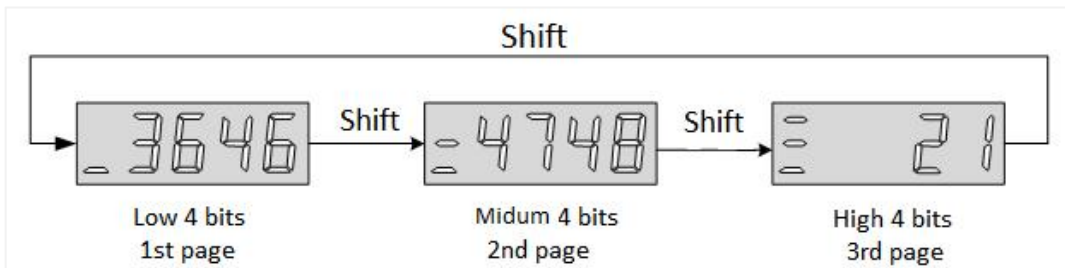 Shift
_ 3646
Shift
4748
Shift
21
Low 4 bits
1st page
Midum 4 bits
2nd page
High 4 bits
3rd page